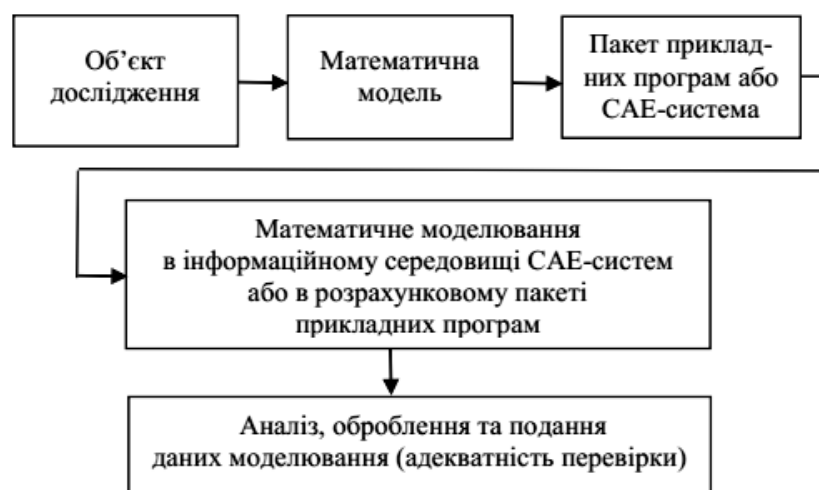 Об’єкт
дослідження
Математична
модель
Пакет приклад-
них програм або
САЕ-система
Математичне моделювання
в інформаційному середовищі САЕ-систем
або в розрахунковому пакеті
прикладних програм
Аналіз, оброблення та подання
даних моделювання (адекватність перевірки)